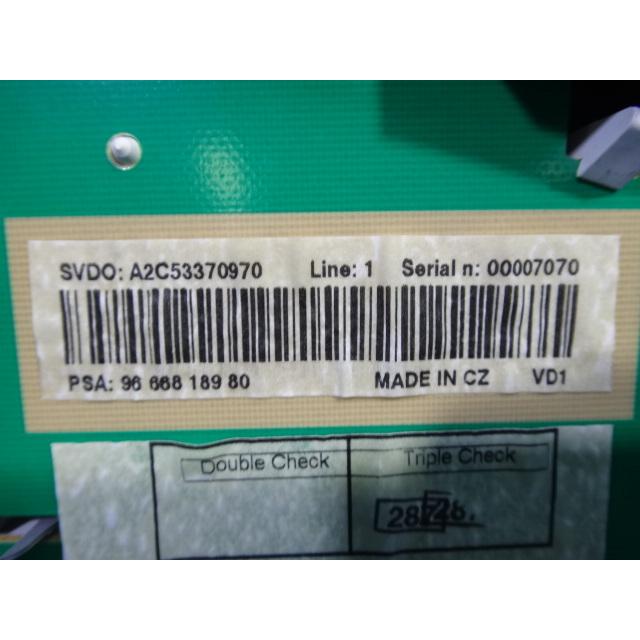 SVDO: A2C53370970 Line: 1 Serial n: 00007070
PSA: 96 668 189 80 MADE IN CZ VD1
Double Check Triple Check